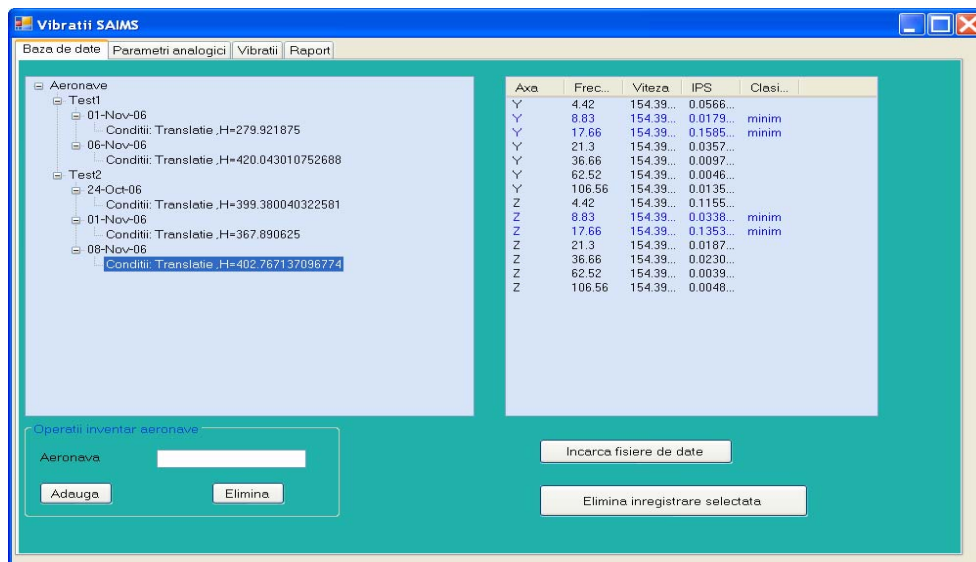 Vibratii SAIMS
Baza de date Parametri analogici Vibratii Raport
Aeronave
Test1
01-Nov-06
Conditii: Translatie ,H=279.921875
06-Nov-06
Conditii: Translatie ,H=420.043010752688
Test2
24-Oct-06
Conditii: Translatie ,H=399.380040322581
01-Nov-06
Conditii: Translatie ,H=367.890625
08-Nov-06
Conditii: Translatie ,H=402.767137096774
Axa Frec... Viteza IPS Clasi...
Y 4.42 154.39... 0.0566...
Y 8.83 154.39... 0.0179... minim
Y 17.66 154.39... 0.1585... minim
Y 21.3 154.39... 0.0357...
Y 36.66 154.39... 0.0097...
Y 62.52 154.39... 0.0046...
Y 106.56 154.39... 0.0135...
Z 4.42 154.39... 0.1155...
Z 8.83 154.39... 0.0338... minim
Z 17.66 154.39... 0.1353... minim
Z 21.3 154.39... 0.0187...
Z 36.66 154.39... 0.0230...
Z 62.52 154.39... 0.0039...
Z 106.56 154.39... 0.0048...
Operatii inventar aeronave
Aeronava
Adauga Elimina
Incarca fisiere de date
Elimina inregistrare selectata